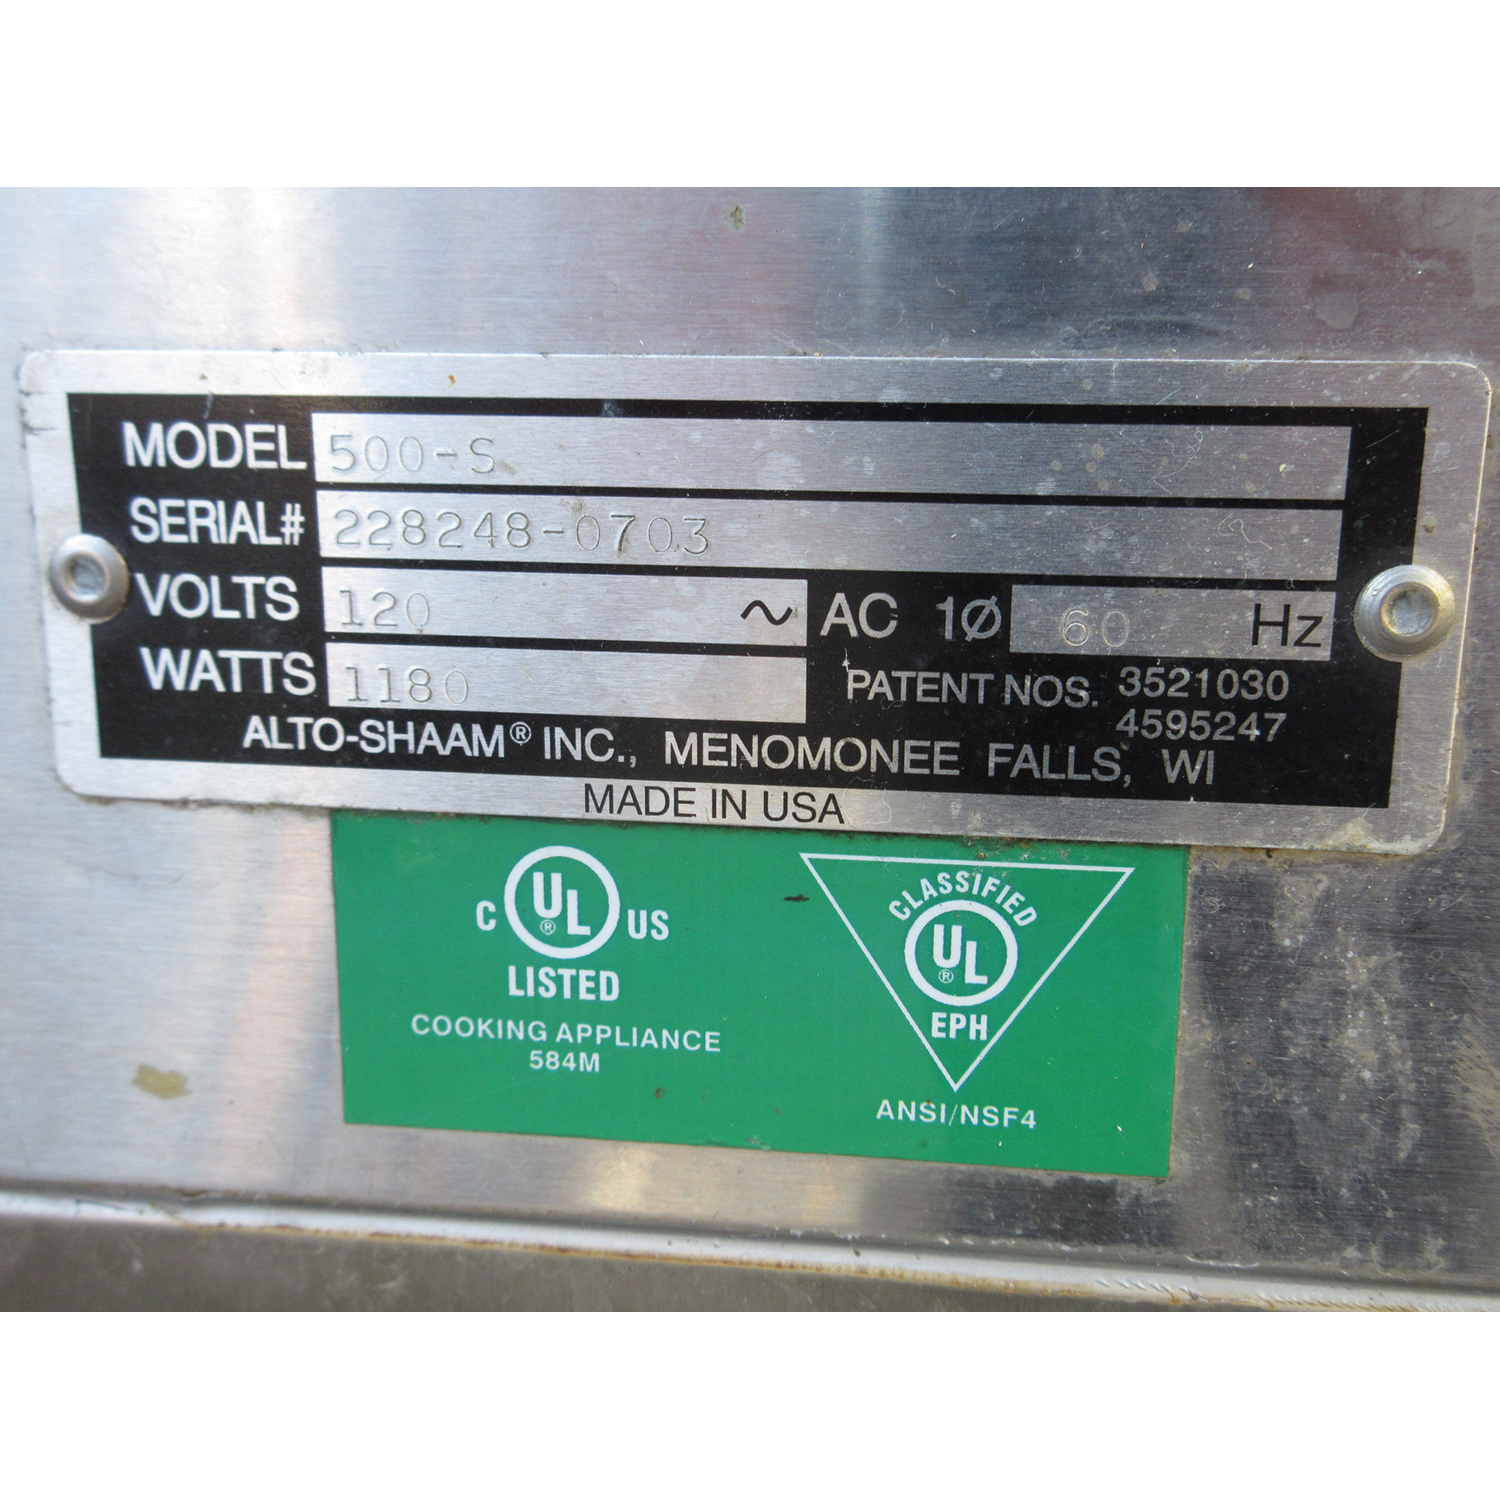 MODEL 500-S
SERIAL# 228248-0703
VOLTS 120 ~ AC 1Ø 60 Hz
WATTS 1180
PATENT NOS. 3521030
4595247
ALTO-SHAAM® INC., MENOMONEE FALLS, WI
MADE IN USA
C UL® US
LISTED
COOKING APPLIANCE
584M
CLASSIFIED
UL®
EPH
ANSI/NSF4